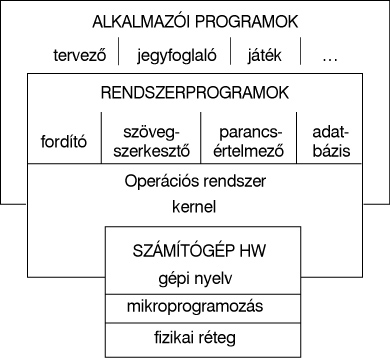 ALKALMAZÓI PROGRAMOK
tervező jegyfoglaló játék ...
RENDSZERPROGRAMOK
fordító szöveg-szerkesztő parancs-értelmező adat-bázis
Operációs rendszer
kernel
SZÁMÍTÓGÉP HW
gépi nyelv
mikroprogramozás
fizikai réteg